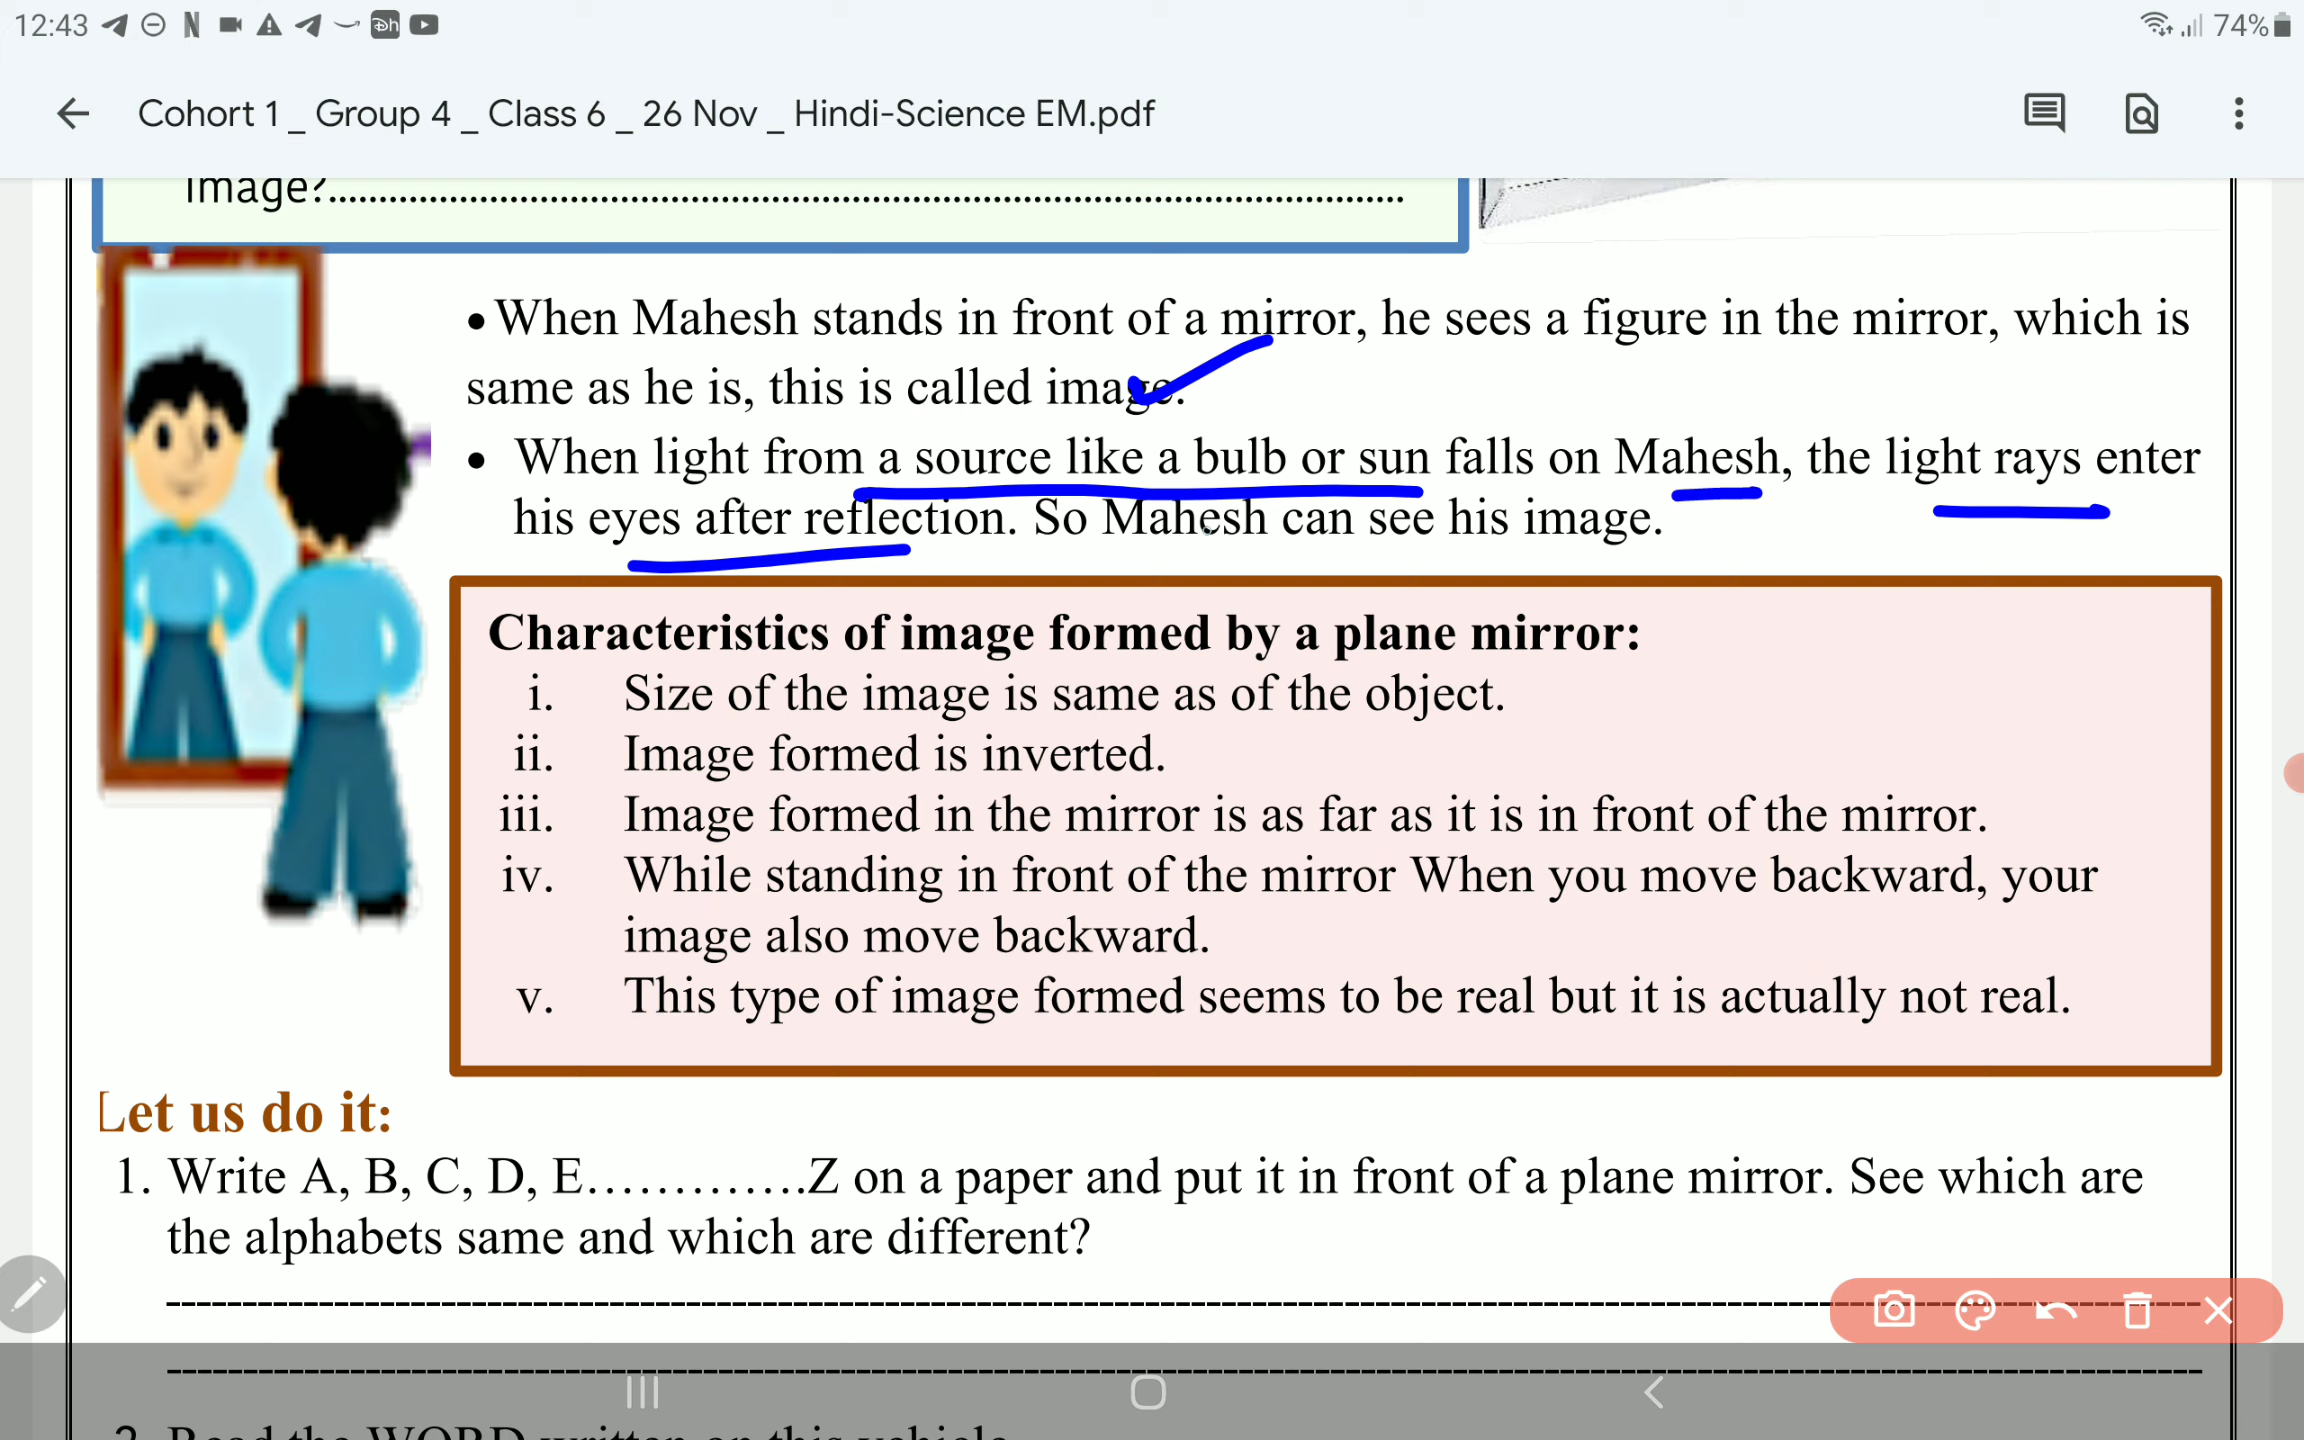 12:43
74%
Cohort 1 _ Group 4 _ Class 6 _ 26 Nov _ Hindi-Science EM.pdf
image?..........................................................................................
• When Mahesh stands in front of a mirror, he sees a figure in the mirror, which is
same as he is, this is called image.
• When light from a source like a bulb or sun falls on Mahesh, the light rays enter
his eyes after reflection. So Mahesh can see his image.
Characteristics of image formed by a plane mirror:
i. Size of the image is same as of the object.
ii. Image formed is inverted.
iii. Image formed in the mirror is as far as it is in front of the mirror.
iv. While standing in front of the mirror When you move backward, your
image also move backward.
v. This type of image formed seems to be real but it is actually not real.
Let us do it:
1. Write A, B, C, D, E.............Z on a paper and put it in front of a plane mirror. See which are
the alphabets same and which are different?
2. Read the WORD written on this vehicle